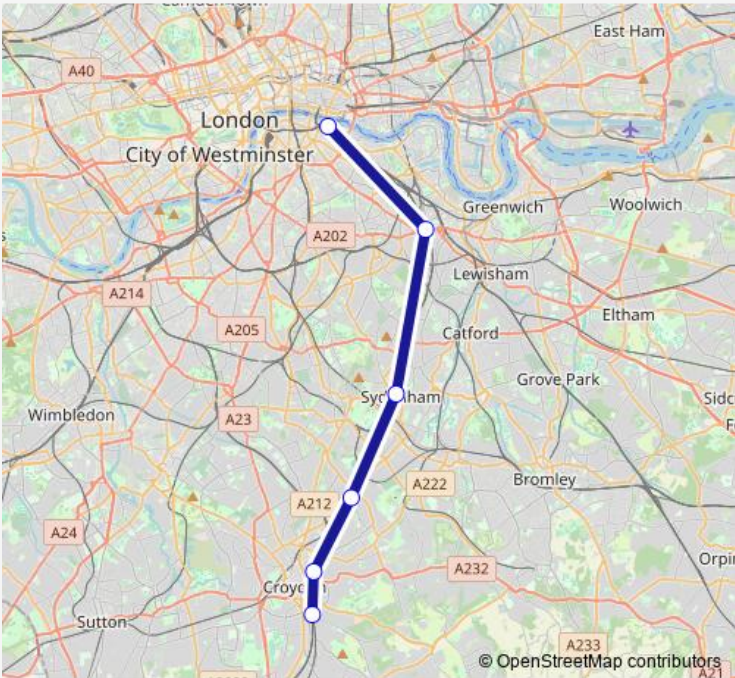 East Ham
A40
London
City of Westminster
Greenwich
Woolwich
A202
Lewisham
A214
A205
Catford
Eltham
Grove Park
Wimbledon
A23
Bromley
A222
A212
A24
A232
Sutton
A233
© OpenStreetMap contributors
A21